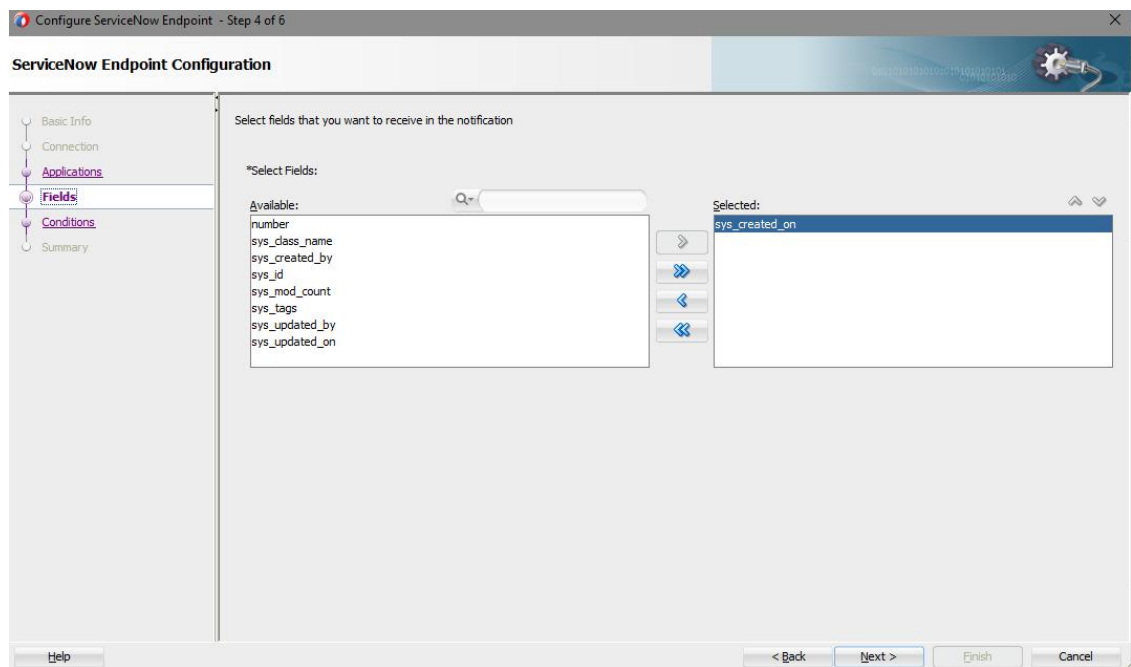 Configure ServiceNow Endpoint - Step 4 of 6
ServiceNow Endpoint Configuration
Basic Info
Connection
Applications
Fields
Conditions
Summary
Select fields that you want to receive in the notification
*Select Fields:
Available:
number
sys_class_name
sys_created_by
sys_id
sys_mod_count
sys_tags
sys_updated_by
sys_updated_on
Selected:
sys_created_on
Help
< Back
Next >
Finish
Cancel